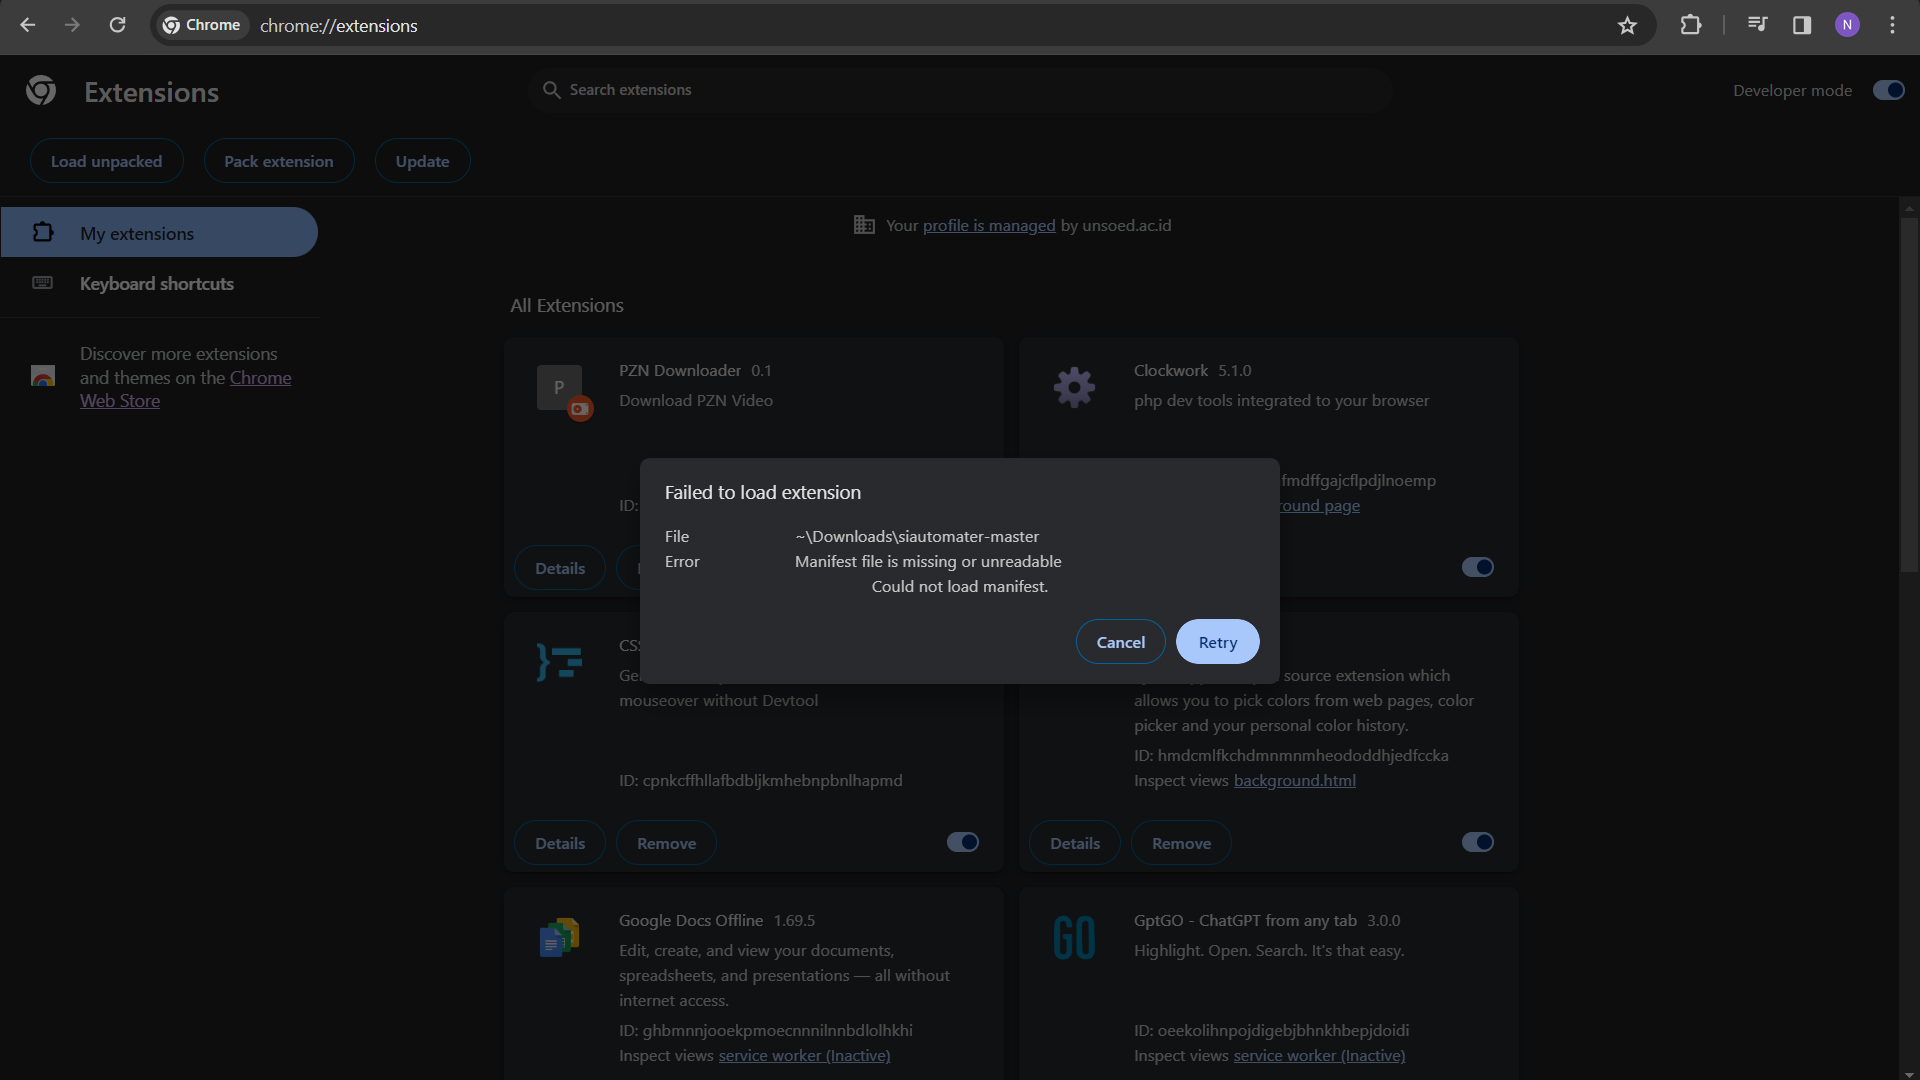 Chrome
chrome://extensions
N
Extensions
Search extensions
Developer mode
Load unpacked
Pack extension
Update
My extensions
Keyboard shortcuts
Discover more extensions
and themes on the Chrome
Web Store
Your profile is managed by unsoed.ac.id
All Extensions
P
PZN Downloader 0.1
Download PZN Video
ID:
Details
Clockwork 5.1.0
php dev tools integrated to your browser
fmdffgajcflpdjlnoemp
round page
Failed to load extension
File ~\Downloads\siautomater-master
Error Manifest file is missing or unreadable
Could not load manifest.
Cancel
Retry
CS
Ge
mouseover without Devtool
ID: cpnkcffhllafbdbljkmhebnpbnlhapmd
Details
Remove
source extension which
allows you to pick colors from web pages, color
picker and your personal color history.
ID: hmdcmlfkchdmnmnmheododdhjedfccka
Inspect views background.html
Details
Remove
Google Docs Offline 1.69.5
Edit, create, and view your documents,
spreadsheets, and presentations — all without
internet access.
ID: ghbmnnjooekpmoecnnnilnnbdlolhkhi
Inspect views service worker (Inactive)
GO
GptGO - ChatGPT from any tab 3.0.0
Highlight. Open. Search. It's that easy.
ID: oeekolihnpojdigebjbhnkhbepjdoidi
Inspect views service worker (Inactive)